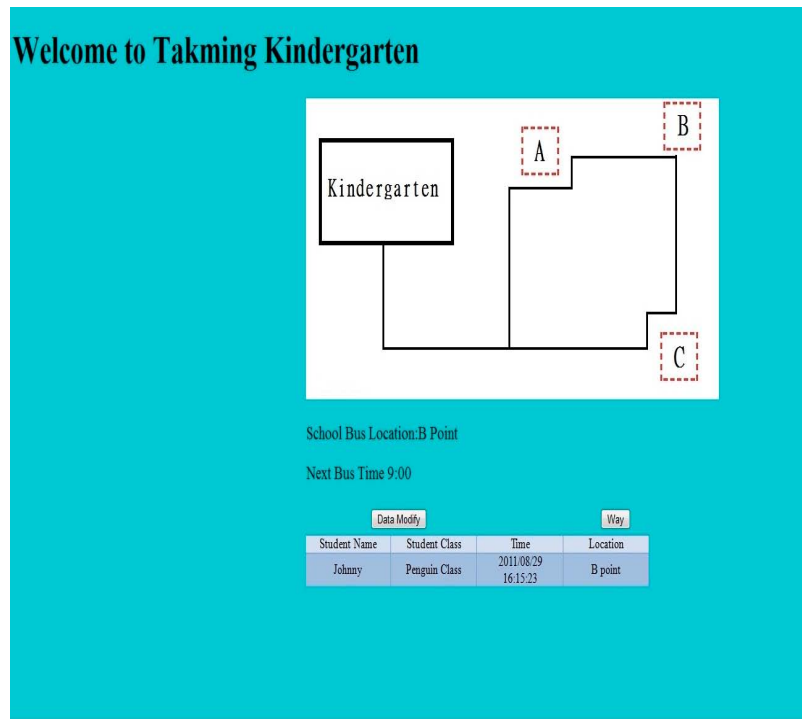 Welcome to Takming Kindergarten
B
A
Kindergarten
C
School Bus Location:B Point
Next Bus Time 9:00
Data Modify Way
Student Name Student Class Time Location
Johnny Penguin Class 2011/08/29 16:15:23 B point